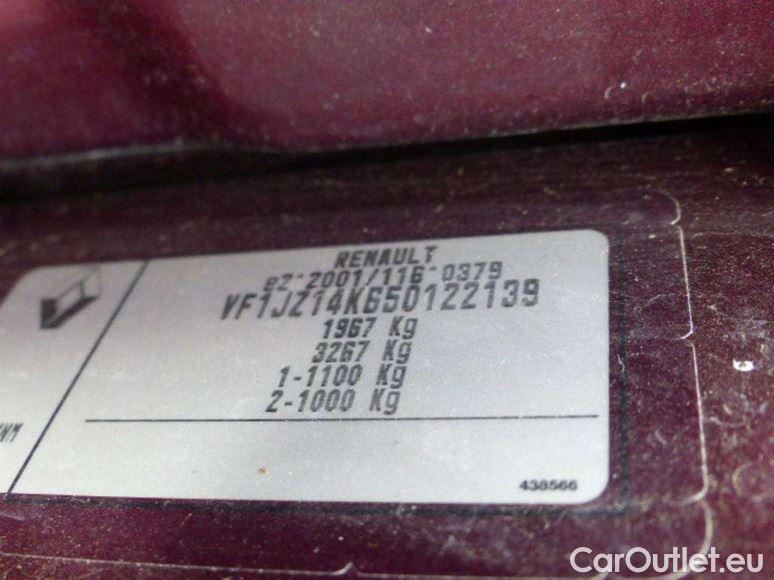 RENAULT
e2*2001/116*0379
VF1JZ14K650122139
1967 Kg
3267 Kg
1-1100 Kg
2-1000 Kg
438566
CarOutlet.eu